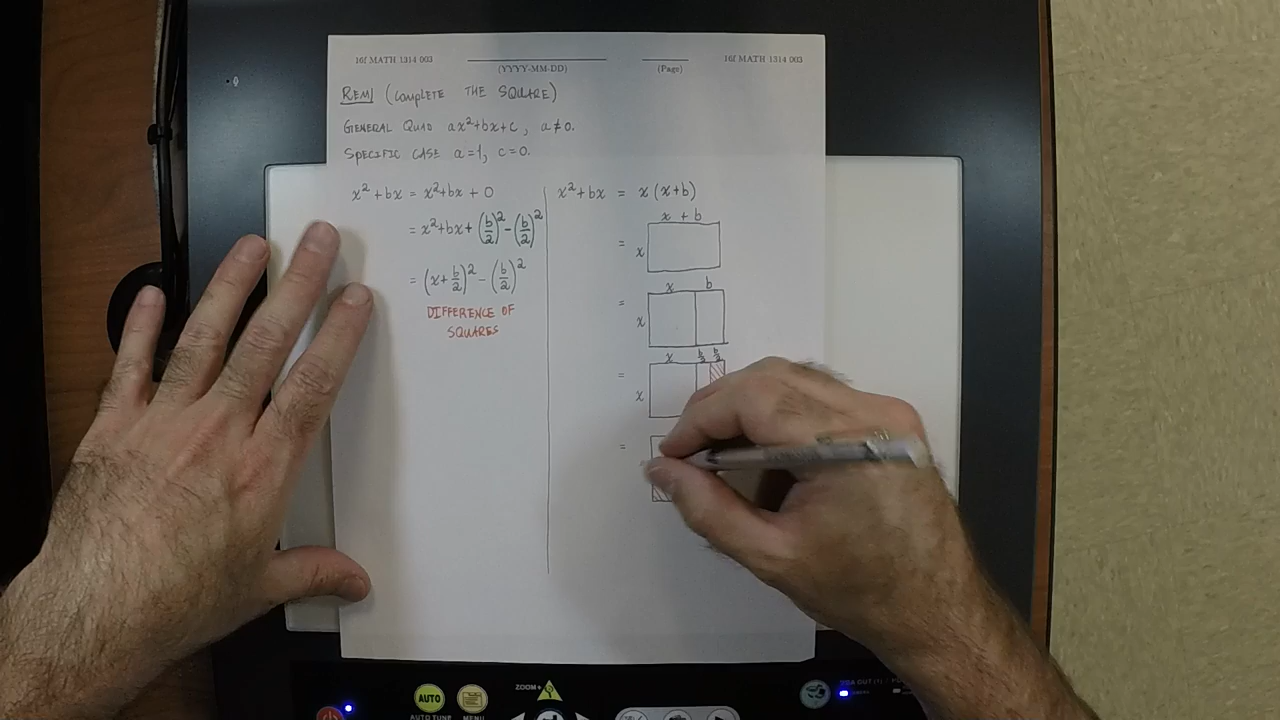 16f MATH 1314 003 (YYYY-MM-DD) (Page) 16f MATH 1314 003
REM (COMPLETE THE SQUARE)
GENERAL QUAD ax²+bx+c, a≠0.
SPECIFIC CASE a=1, c=0.
x²+bx = x²+bx+0
= x²+bx+(b/2)²-(b/2)²
= (x+b/2)²-(b/2)²
DIFFERENCE OF
SQUARES
x²+bx = x(x+b)
x + b
= x
x b
= x
x b/2 b/2
= x
=
ZOOM+
AUTO
AUTO TUNE MENU